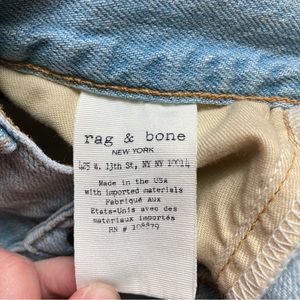 rag & bone
NEW YORK
425 W. 13th St, NY NY 10014
Made in the USA
with imported materials
Fabriqué Aux
Etats-Unis avec des
materiaux importés
RN # 108879